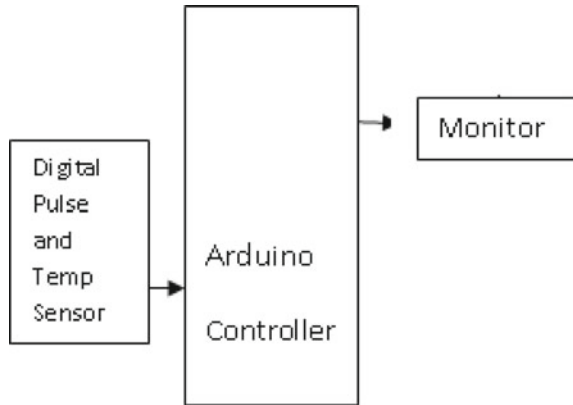 Digital
Pulse
and
Temp
Sensor
Arduino
Controller
Monitor